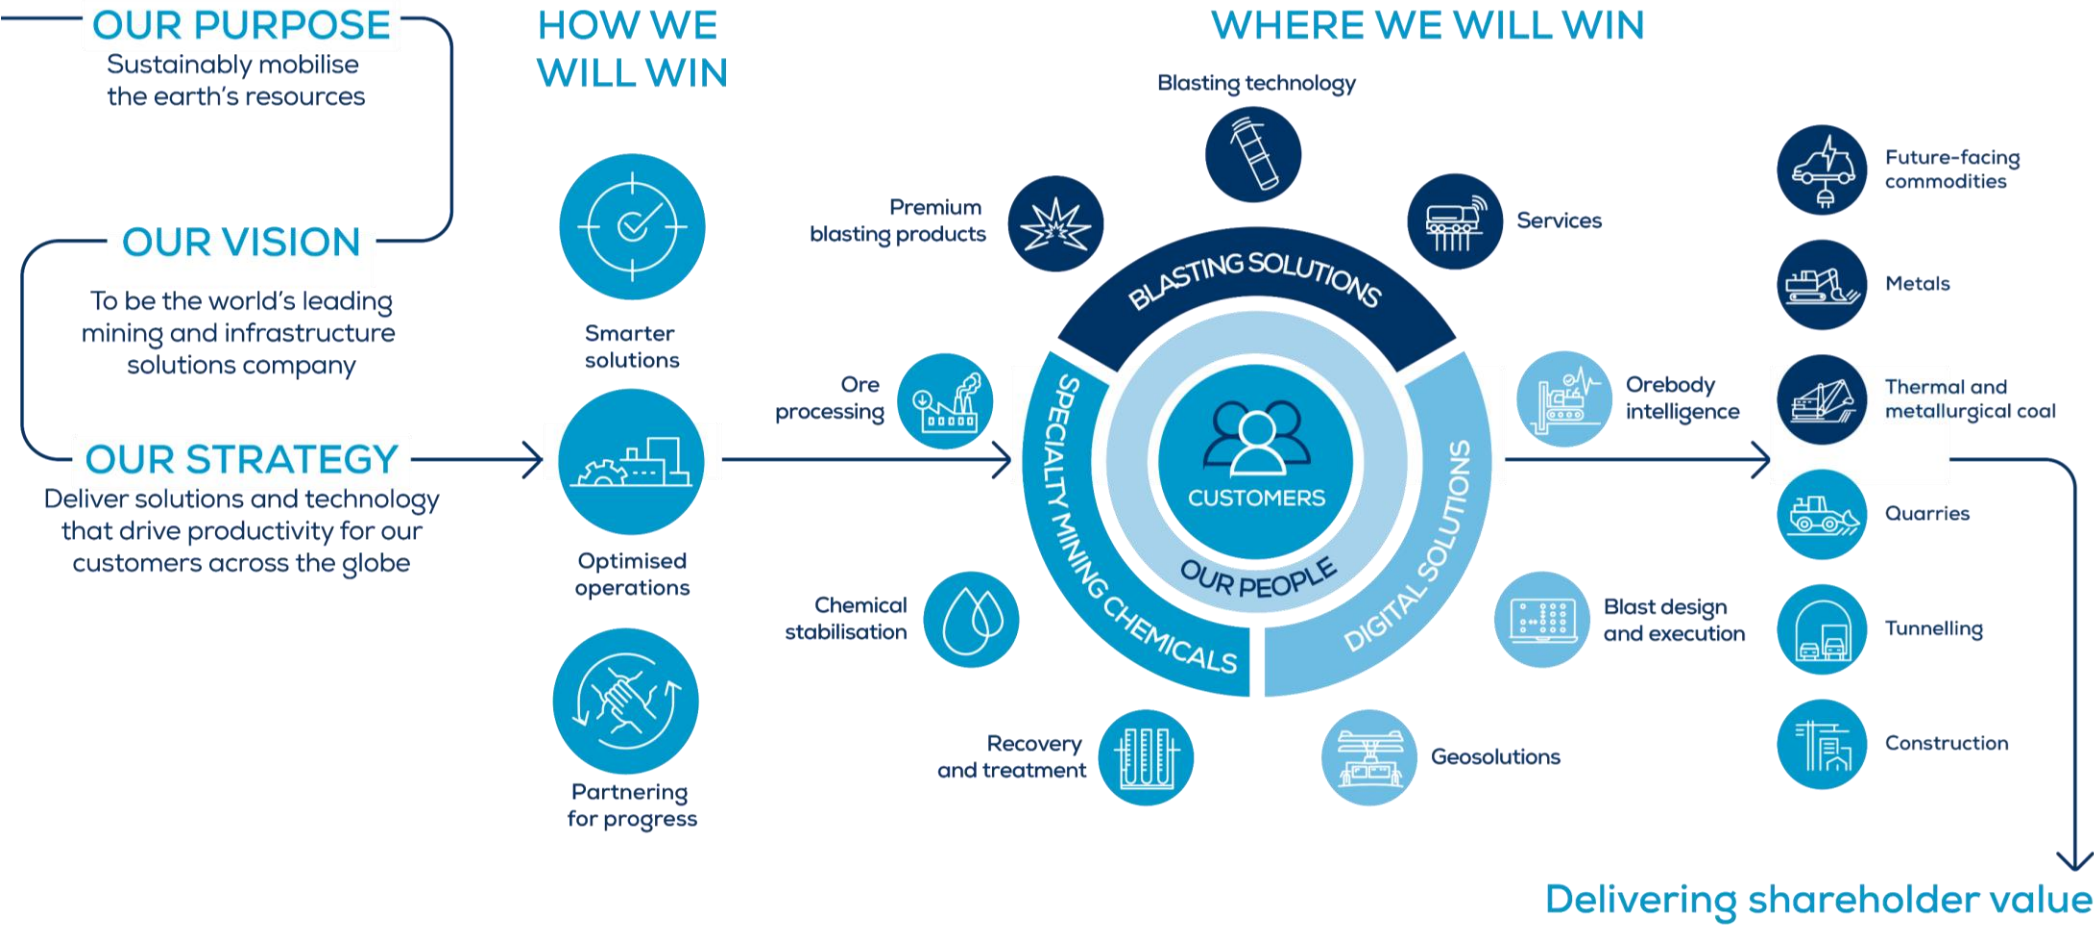 OUR PURPOSE
Sustainably mobilise
the earth's resources
OUR VISION
To be the world's leading
mining and infrastructure
solutions company
OUR STRATEGY
Deliver solutions and technology
that drive productivity for our
customers across the globe
HOW WE
WILL WIN
Smarter
solutions
Optimised
operations
Partnering
for progress
WHERE WE WILL WIN
Blasting technology
Premium
blasting products
Services
Ore
processing
Chemical
stabilisation
Recovery
and treatment
BLASTING SOLUTIONS
SPECIALTY MINING CHEMICALS
DIGITAL SOLUTIONS
CUSTOMERS
OUR PEOPLE
Orebody
intelligence
Blast design
and execution
Geosolutions
Future-facing
commodities
Metals
Thermal and
metallurgical coal
Quarries
Tunnelling
Construction
Delivering shareholder value